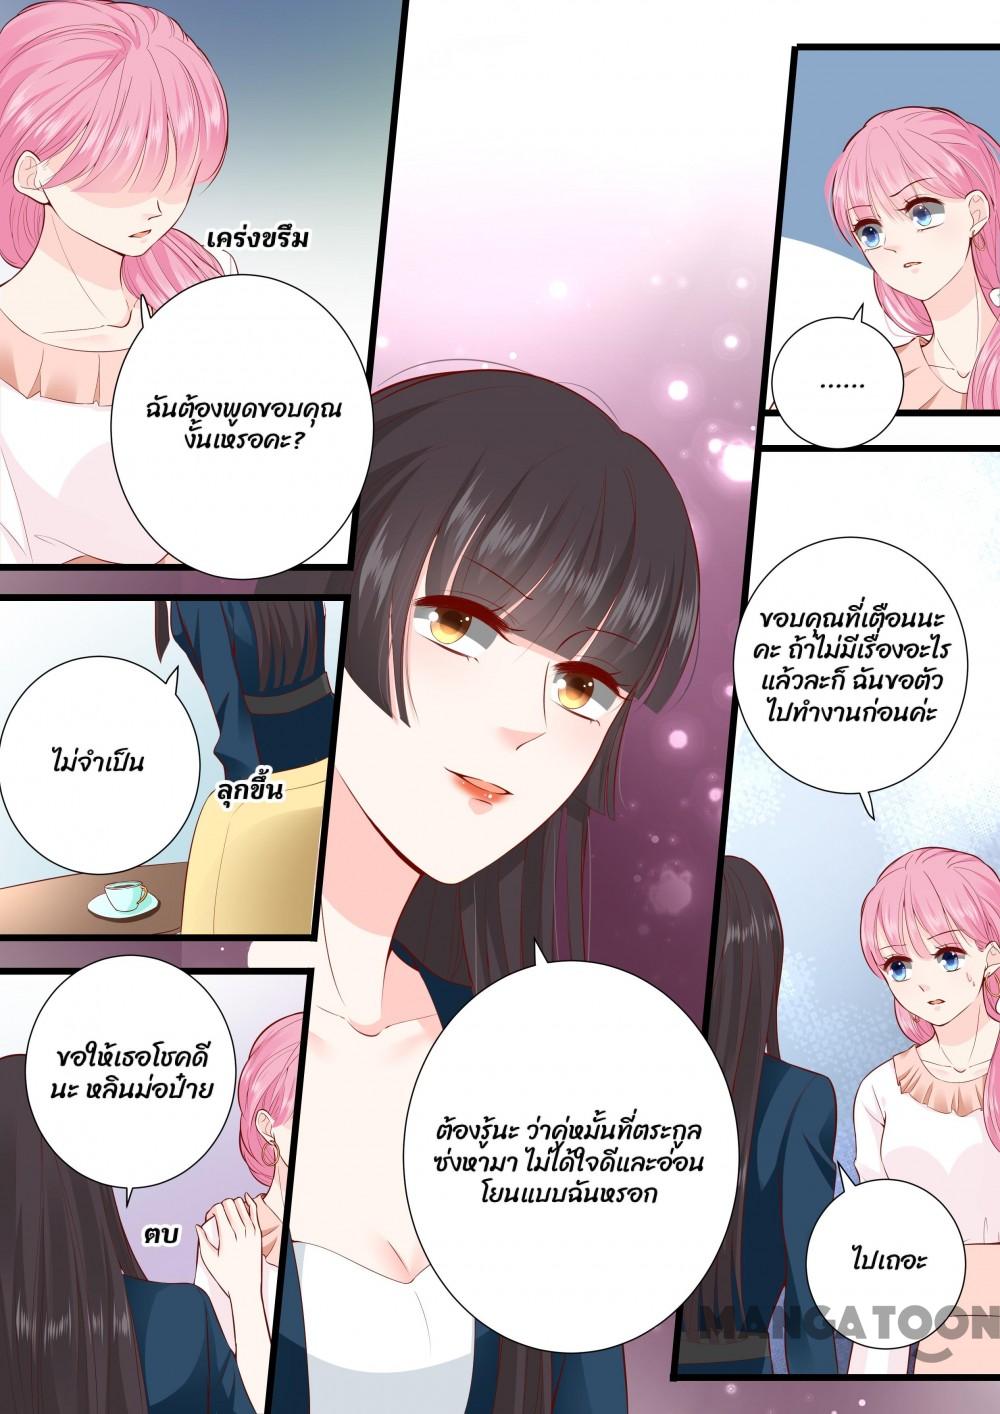 เคร่งขรึม
ฉันต้องพูดขอบคุณ
งั้นเหรอคะ?
ไม่จำเป็น
ลุกขึ้น
ขอให้เธอโชคดี
นะ หลินม่อป๋าย
ตบ
ต้องรู้นะ ว่าคู่หมั้นที่ตระกูล
ซ่งหามา ไม่ได้ใจดีและอ่อน
โยนแบบฉันหรอก
......
ขอบคุณที่เตือนนะ
คะ ถ้าไม่มีเรื่องอะไร
แล้วละก็ ฉันขอตัว
ไปทำงานก่อนค่ะ
ไปเถอะ
MANGATOON